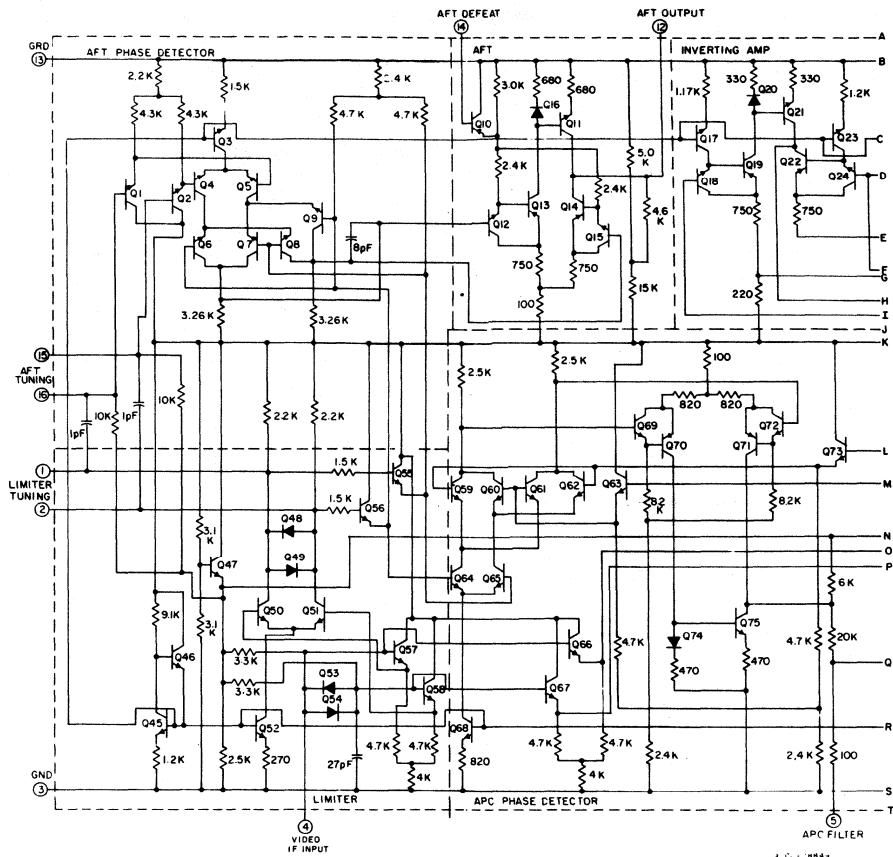 AFT DEFEAT
14
AFT OUTPUT
12
A
GRD
13
AFT PHASE DETECTOR
AFT
INVERTING AMP
B
2.2K
1.5K
.4K
3.0K
680
680
330
330
Q20
1.17K
1.2K
4.3K
4.3K
4.7K
4.7K
Q10
Q16
Q11
Q21
Q3
Q17
Q23
C
5.0
K
2.4K
2.4K
Q19
Q22
Q1
Q2
Q4
Q5
Q9
Q13
Q14
Q18
Q24
D
4.6
K
Q12
Q15
Q6
Q7
Q8
8pF
750
750
750
750
E
F
G
15K
220
H
100
I
3.26K
3.26K
J
K
15
AFT
TUNING
16
2.5K
2.5K
100
10K
1pF
10K
1pF
2.2K
2.2K
820
820
Q69
Q70
Q71
Q72
Q73
L
1
LIMITER
TUNING
2
1.5K
Q55
Q59
Q60
Q61
Q62
Q63
M
1.5K
Q56
8.2
K
8.2K
3.1
K
Q48
N
Q47
Q49
O
Q64
Q65
P
6K
Q50
Q51
9.1K
3.1
K
Q57
Q66
4.7K
Q74
Q75
4.7K
20K
Q46
3.3K
3.3K
Q53
Q54
Q58
Q67
470
470
Q
Q45
Q52
Q68
R
1.2K
2.5K
270
27pF
4.7K
4.7K
820
4.7K
4.7K
2.4K
2.4K
100
4K
4K
GND
3
S
LIMITER
APC PHASE DETECTOR
T
4
VIDEO
IF INPUT
5
APC FILTER